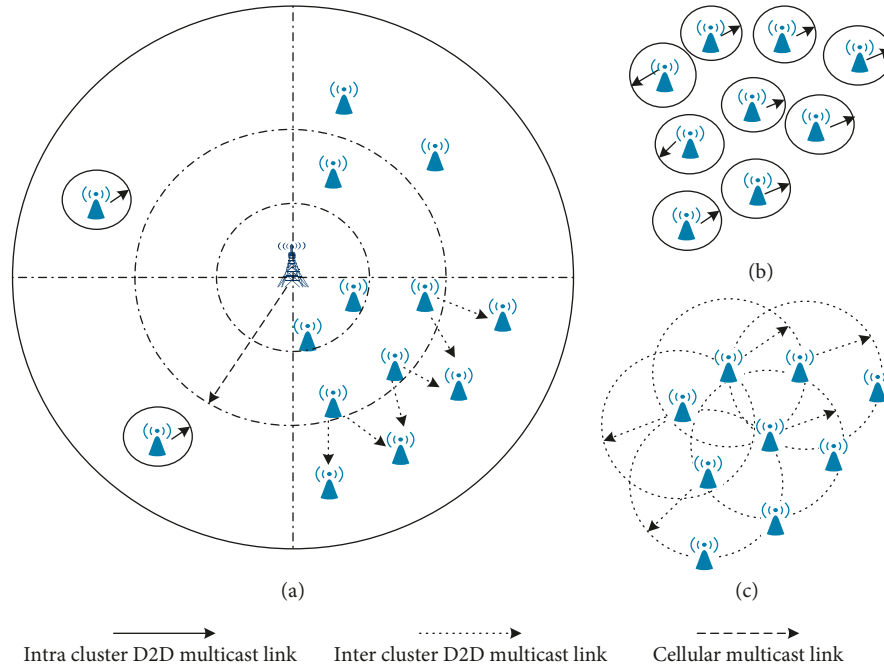 (b)
(a)
(c)
Intra cluster D2D multicast link
Inter cluster D2D multicast link
Cellular multicast link